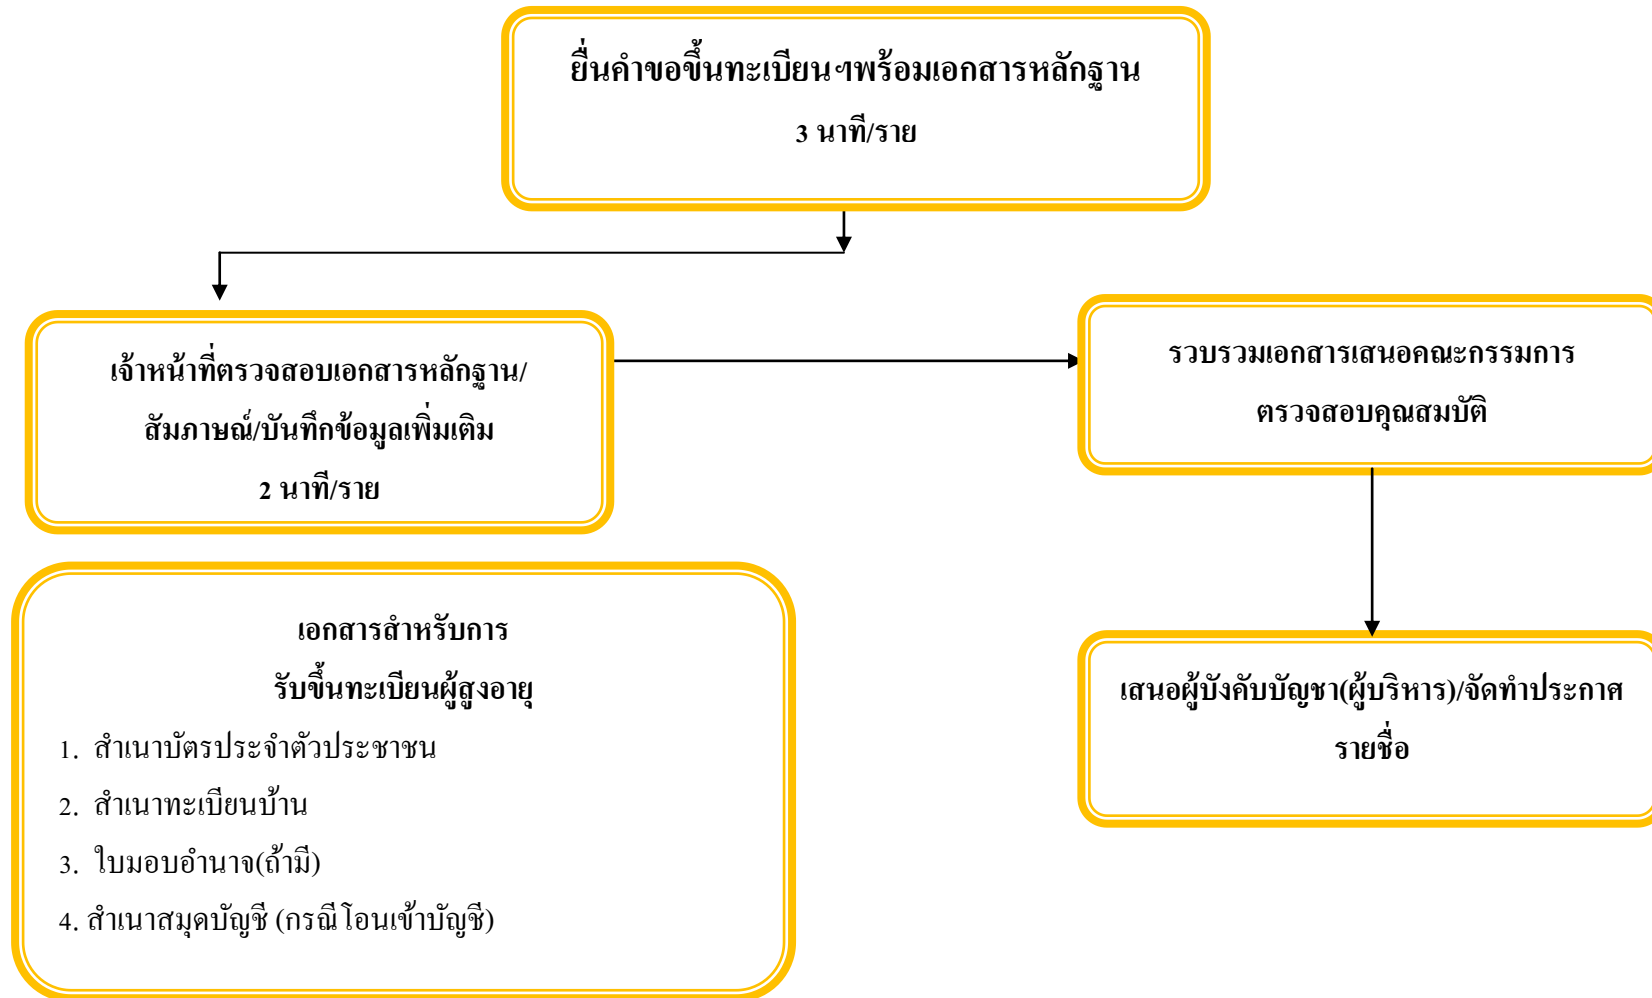 ยื่นคำขอขึ้นทะเบียนฯพร้อมเอกสารหลักฐาน
3 นาที/ราย
เจ้าหน้าที่ตรวจสอบเอกสารหลักฐาน/
สัมภาษณ์/บันทึกข้อมูลเพิ่มเติม
2 นาที/ราย
รวบรวมเอกสารเสนอคณะกรรมการ
ตรวจสอบคุณสมบัติ
เสนอผู้บังคับบัญชา(ผู้บริหาร)/จัดทำประกาศ
รายชื่อ
เอกสารสำหรับการ
รับขึ้นทะเบียนผู้สูงอายุ
1. สำเนาบัตรประจำตัวประชาชน
2. สำเนาทะเบียนบ้าน
3. ใบมอบอำนาจ(ถ้ามี)
4. สำเนาสมุดบัญชี (กรณีโอนเข้าบัญชี)